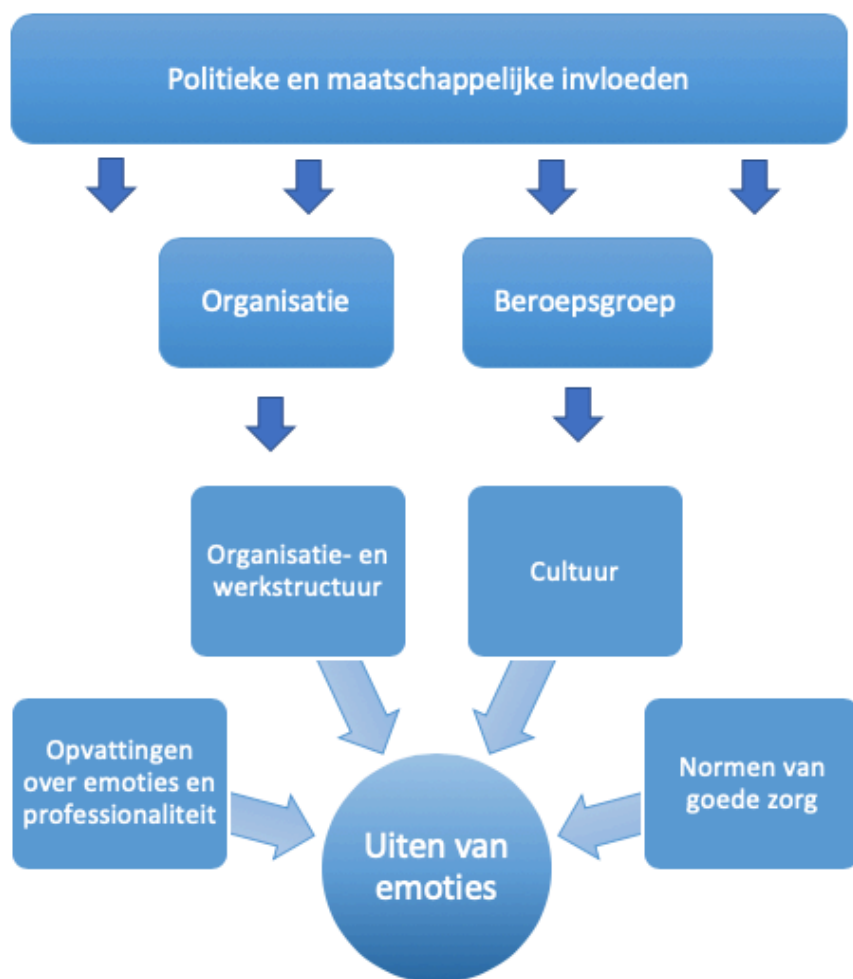 Politieke en maatschappelijke invloeden
Organisatie
Beroepsgroep
Organisatie- en
werkstructuur
Cultuur
Opvattingen
over emoties en
professionaliteit
Normen van
goede zorg
Uiten van
emoties